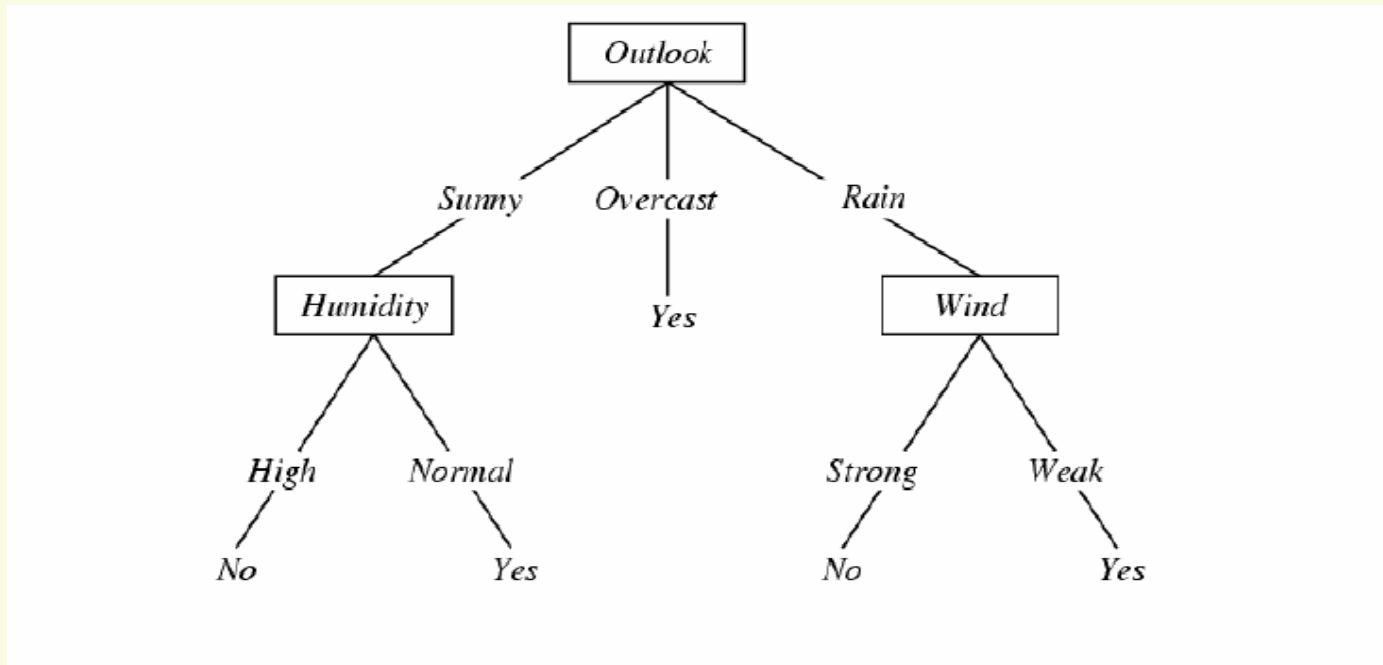 Outlook
Sunny Overcast Rain
Humidity Yes Wind
High Normal Strong Weak
No Yes No Yes